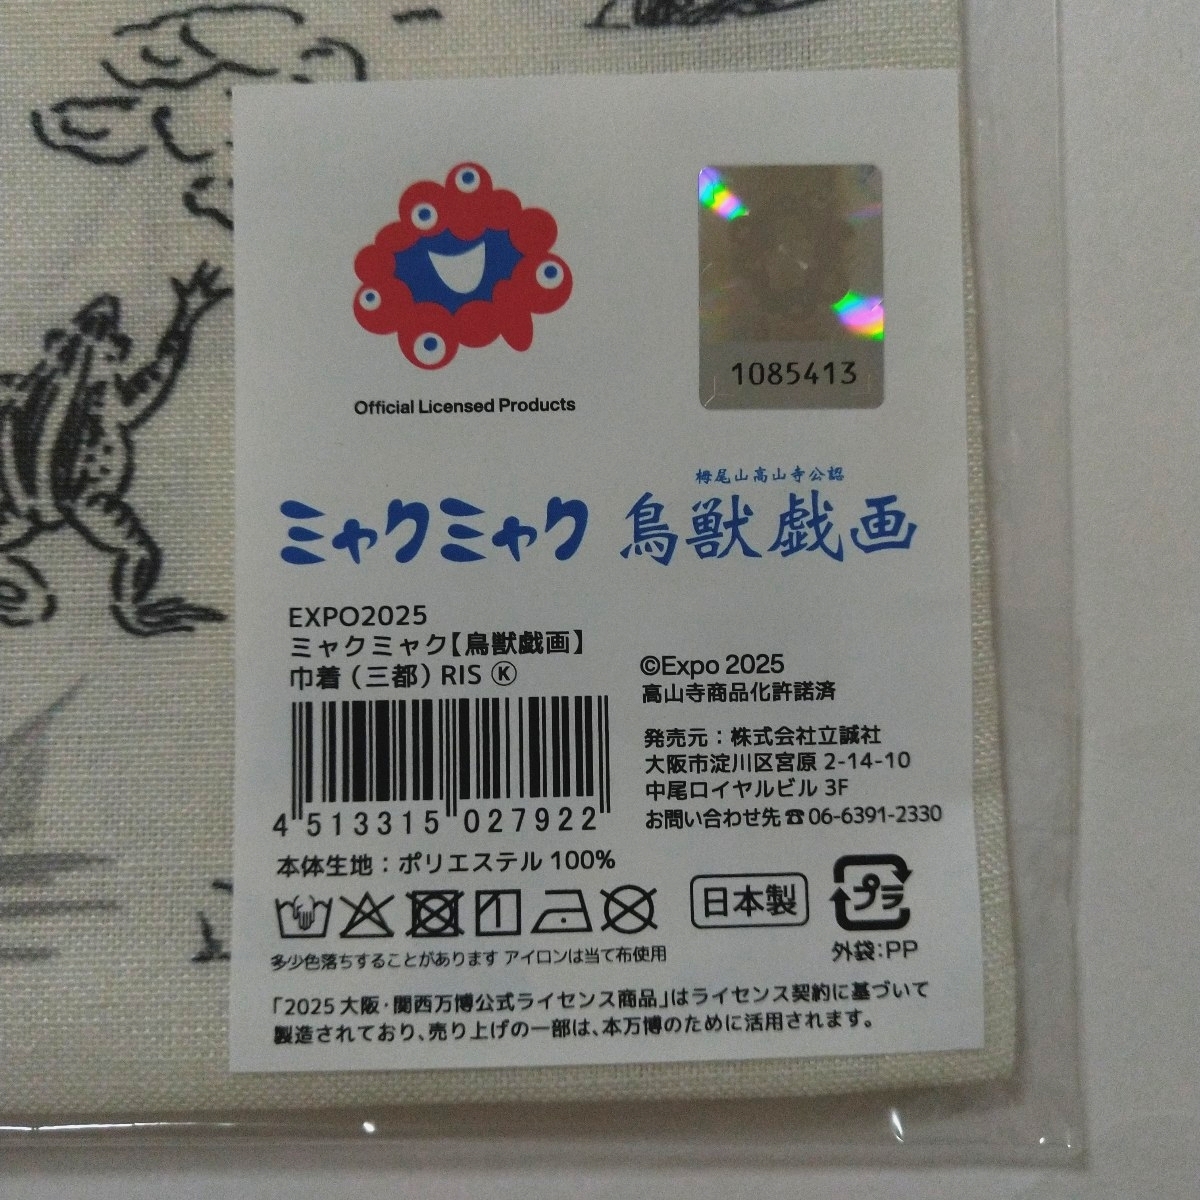 Official Licensed Products
1085413
栂尾山高山寺公認
ミャクミャク 鳥獣戯画
EXPO2025
ミャクミャク【鳥獣戯画】
巾着(三都)RIS Ⓚ
4 513315 027922
©Expo 2025
高山寺商品化許諾済
発売元:株式会社立誠社
大阪市淀川区宮原 2-14-10
中尾ロイヤルビル 3F
お問い合わせ先☎06-6391-2330
本体生地:ポリエステル 100%
日本製
プラ
外袋:PP
多少色落ちすることがあります アイロンは当て布使用
「2025 大阪・関西万博公式ライセンス商品」はライセンス契約に基づいて
製造されており、売り上げの一部は、本万博のために活用されます。